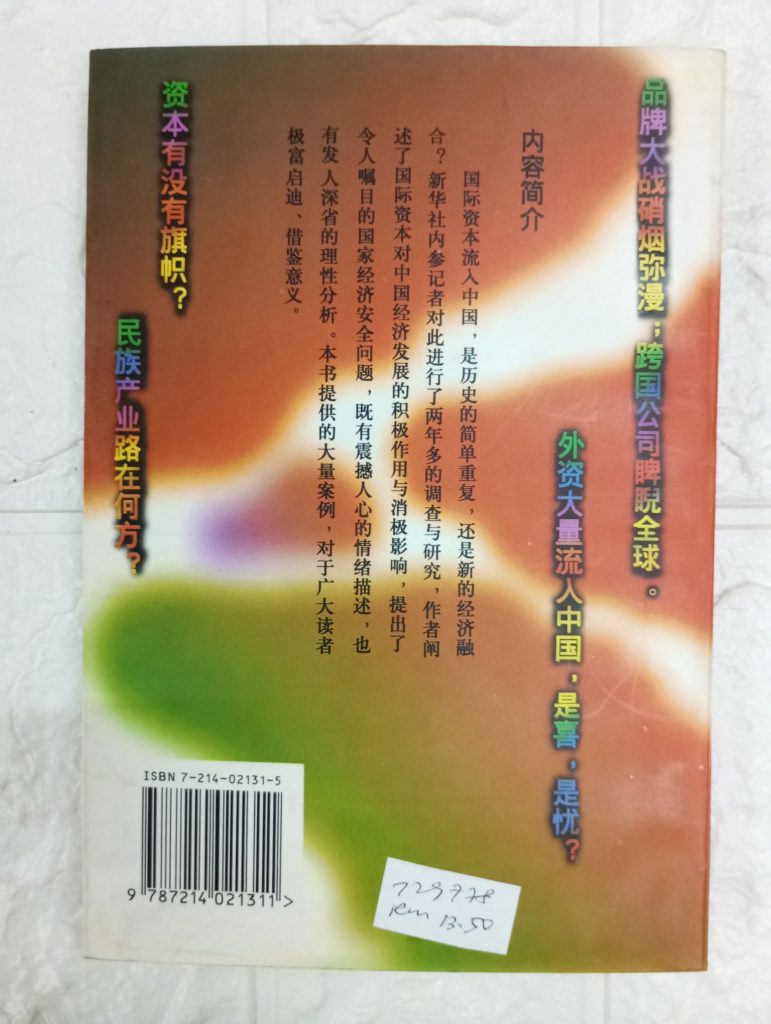 品牌大战硝烟弥漫；跨国公司睥睨全球。
外资大量流入中国，是喜，是忧？
内容简介
国际资本流入中国，是历史的简单重复，还是新的经济融
合？新华社内参记者对此进行了两年多的调查与研究，作者阐
述了国际资本对中国经济发展的积极作用与消极影响，提出了
令人嘱目的国家经济安全问题，既有震撼人心的情绪描述，也
有发人深省的理性分析。本书提供的大量案例，对于广大读者
极富启迪、借鉴意义。
资本有没有旗帜？
民族产业路在何方？
ISBN 7-214-02131-5
9 787214 021311 >
RM 13.50